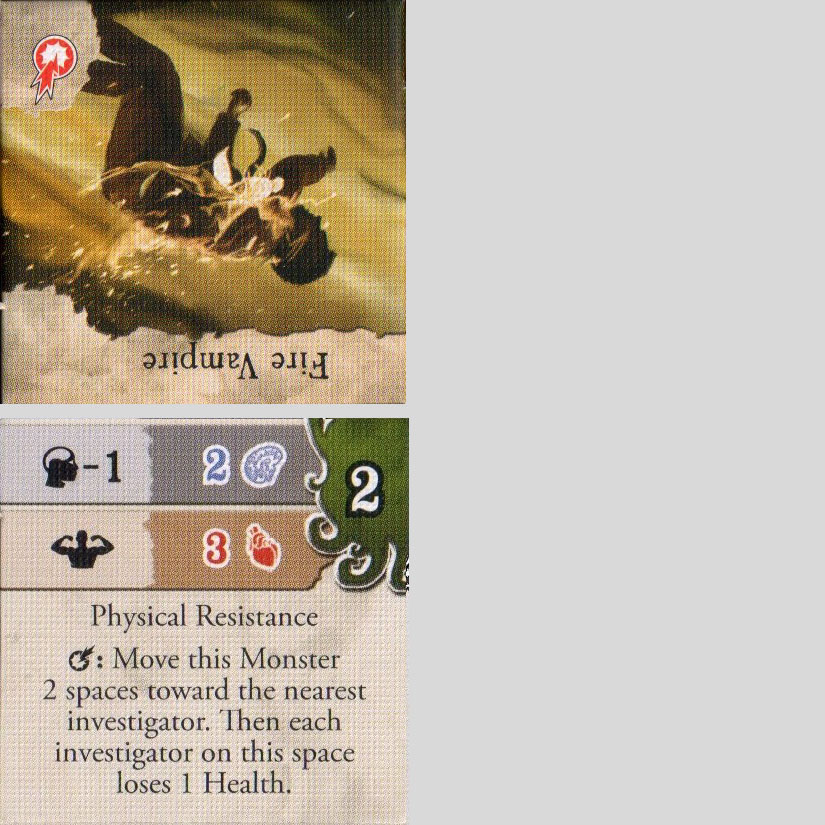 Fire Vampire
-1 2 2
3
Physical Resistance
: Move this Monster
2 spaces toward the nearest
investigator. Then each
investigator on this space
loses 1 Health.